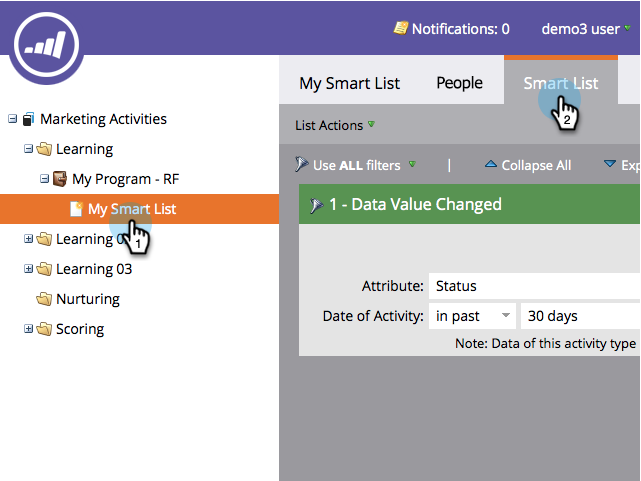 Notifications: 0 demo3 user
My Smart List People Smart List
2
Marketing Activities
List Actions
Learning
Use ALL filters | Collapse All Exp
My Program - RF
My Smart List
1 - Data Value Changed
1
Learning 0
Learning 03
Attribute: Status
Nurturing
Date of Activity: in past 30 days
Scoring
Note: Data of this activity type